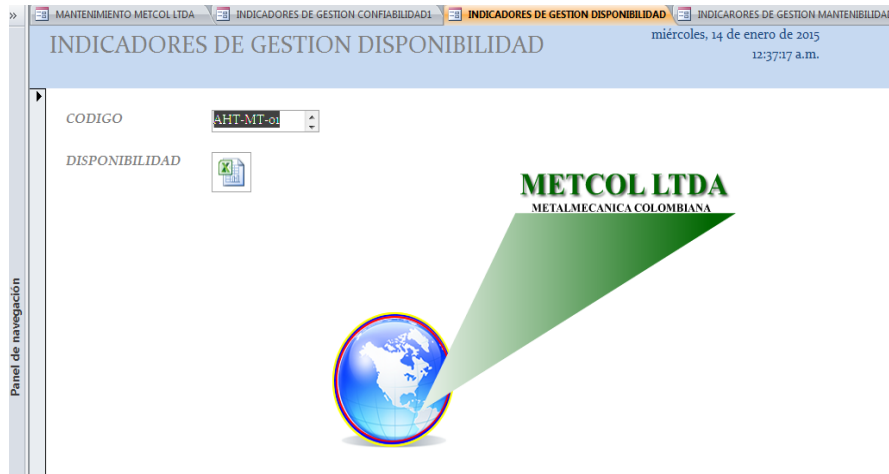 »
MANTENIMIENTO METCOL LTDA
INDICADORES DE GESTION CONFIABILIDAD1
INDICADORES DE GESTION DISPONIBILIDAD
INDICARORES DE GESTION MANTENIBILIDAD
INDICADORES DE GESTION DISPONIBILIDAD
miércoles, 14 de enero de 2015
12:37:17 a.m.
CODIGO
AHT-MT-01
DISPONIBILIDAD
METCOL LTDA
METALMECANICA COLOMBIANA
Panel de navegación